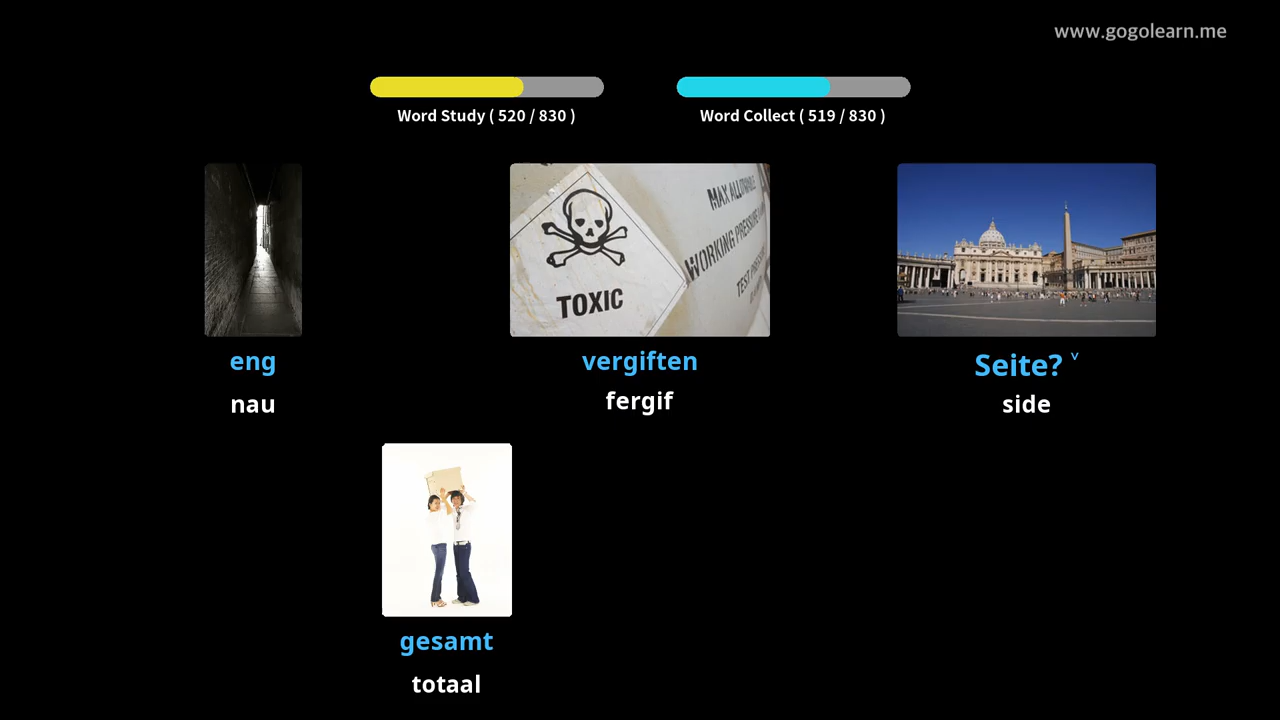 www.gogolearn.me
Word Study ( 520 / 830 )
Word Collect ( 519 / 830 )
TOXIC
MAX ALLOWABLE
WORKING PRESSURE
TEST PRESS
eng
vergiften
Seite? ˅
nau
fergif
side
gesamt
totaal